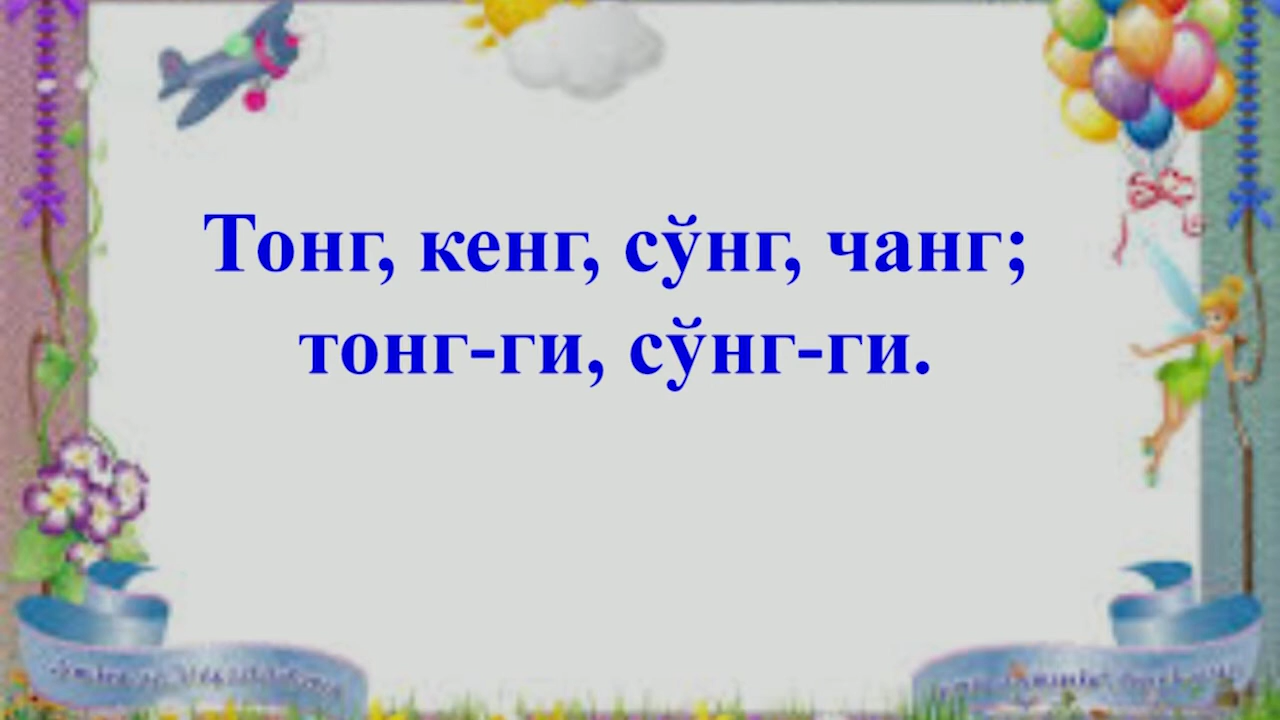 Тонг, кенг, сўнг, чанг;
тонг-ги, сўнг-ги.